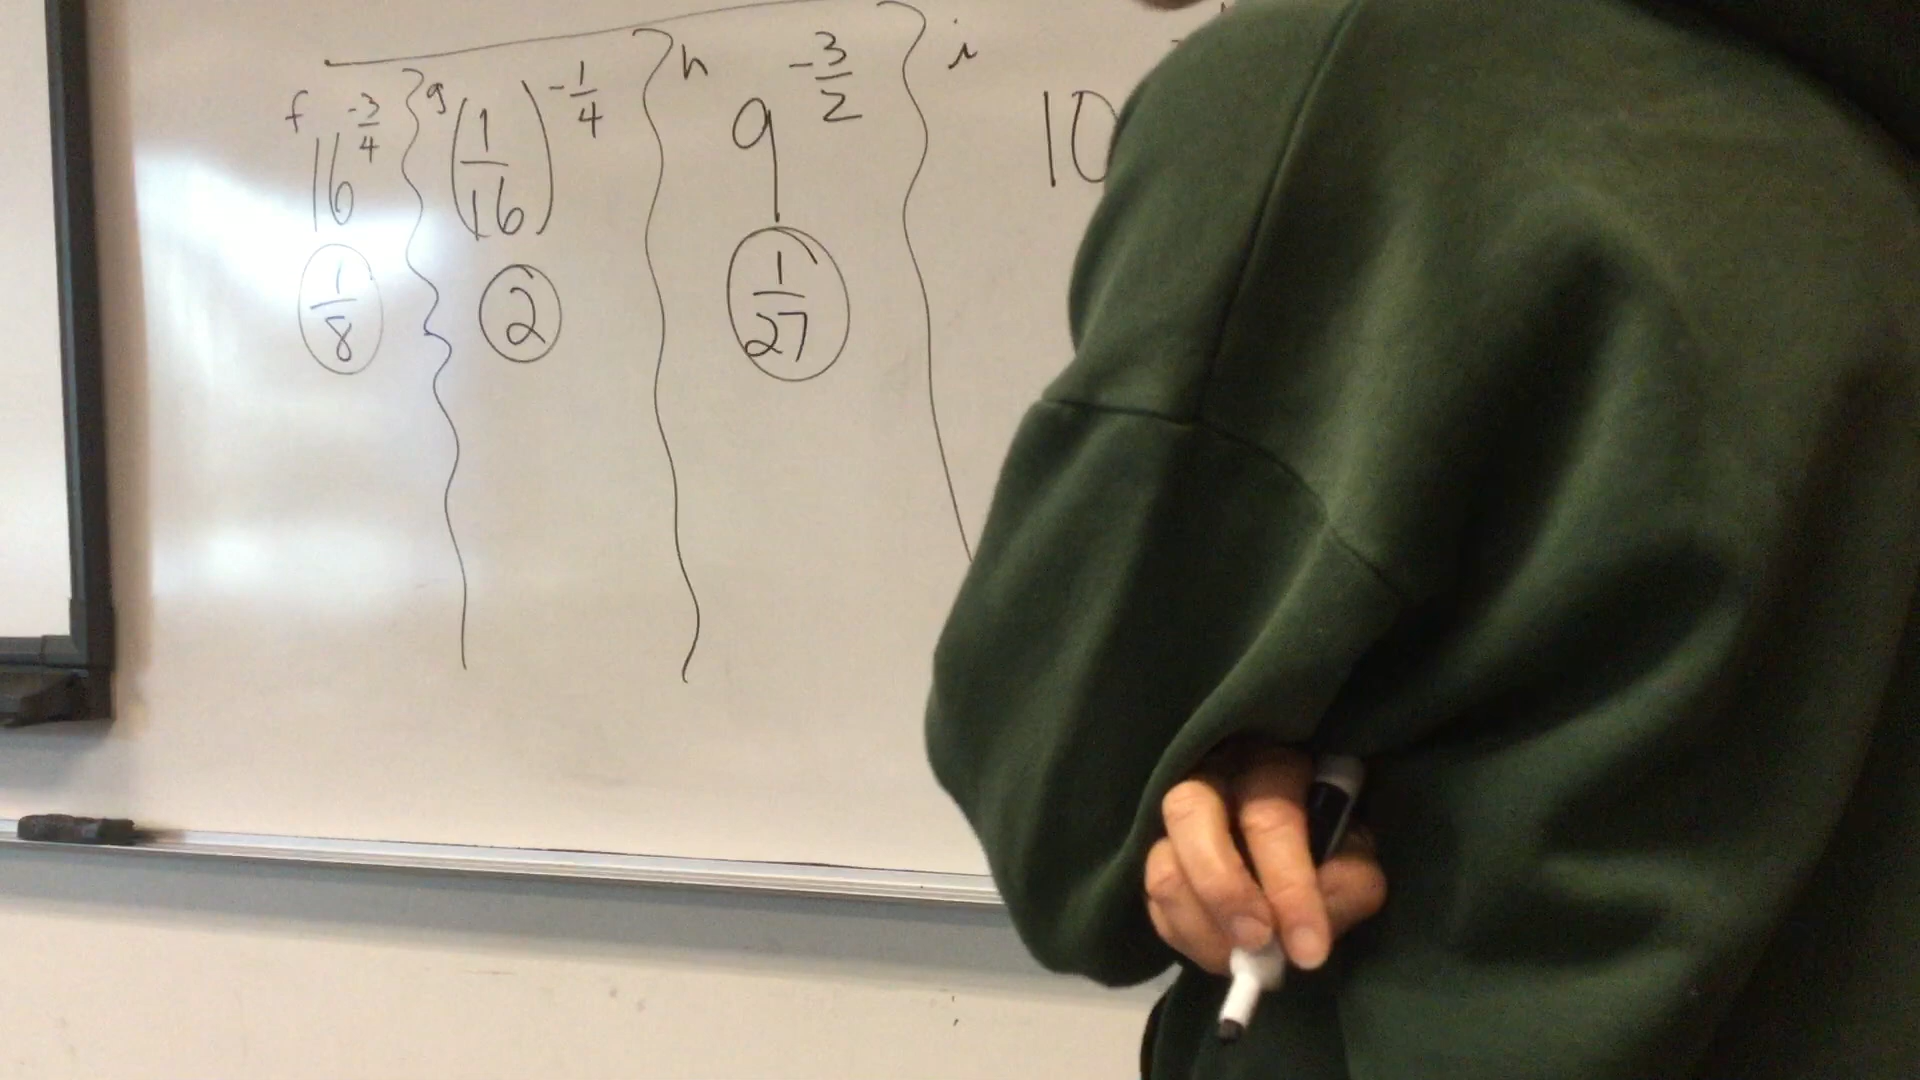 f 16^-3/4
1/8
g (1/16)^-1/4
2
h 9^-3/2
1/27
i 10